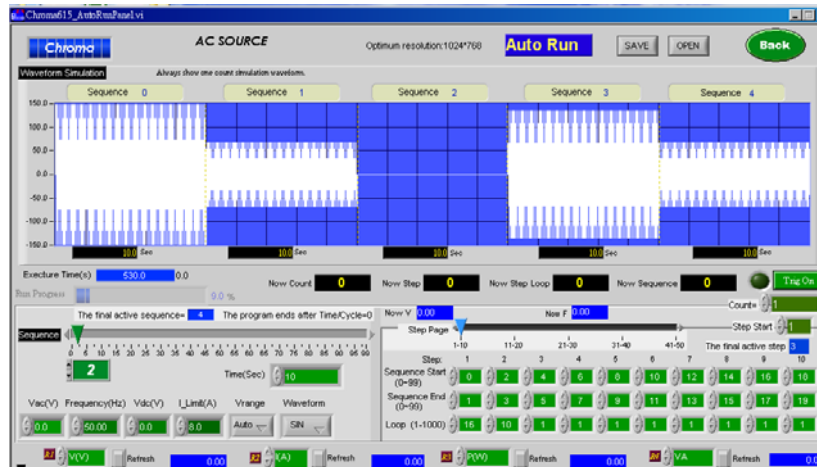 Chroma615_AutoRunPanel.vi
Chroma
AC SOURCE
Optimum resolution:1024*768
Auto Run
SAVE
OPEN
Back
Waveform Simulation
Always show one count simulation waveform.
Sequence 0
Sequence 1
Sequence 2
Sequence 3
Sequence 4
150.0
100.0
50.0
0.0
-50.0
-100.0
-150.0
10.0 Sec
10.0 Sec
10.0 Sec
10.0 Sec
10.0 Sec
Execture Time(s) 530.0 0.0
Now Count 0
Now Step 0
Now Step Loop 0
Now Sequence 0
Trig On
Run Progress
0.0 %
Count= 1
The final active sequence= 4
The program ends after Time/Cycle=0
Now V 0.00
Now F 0.00
Step Start 1
Sequence
0 5 10 15 20 25 30 35 40 45 50 55 60 65 70 75 80 85 90 95 99
Step Page
1-10 11-20 21-30 31-40 41-50
The final active step 3
2
Time(Sec) 10
Step: 1 2 3 4 5 6 7 8 9 10
Sequence Start (0~99) 0 2 4 6 8 10 12 14 16 18
Sequence End (0~99) 1 3 5 7 9 11 13 15 17 19
Loop (1-1000) 16 10 1 1 1 1 1 1 1 1
Vac(V) Frequency(Hz) Vdc(V) I_Limit(A) Vrange Waveform
0.0 50.00 0.0 8.0 Auto SIN
R1 V(V) Refresh 0.00
R2 I(A) Refresh 0.00
R3 P(W) Refresh 0.00
R4 VA Refresh 0.0